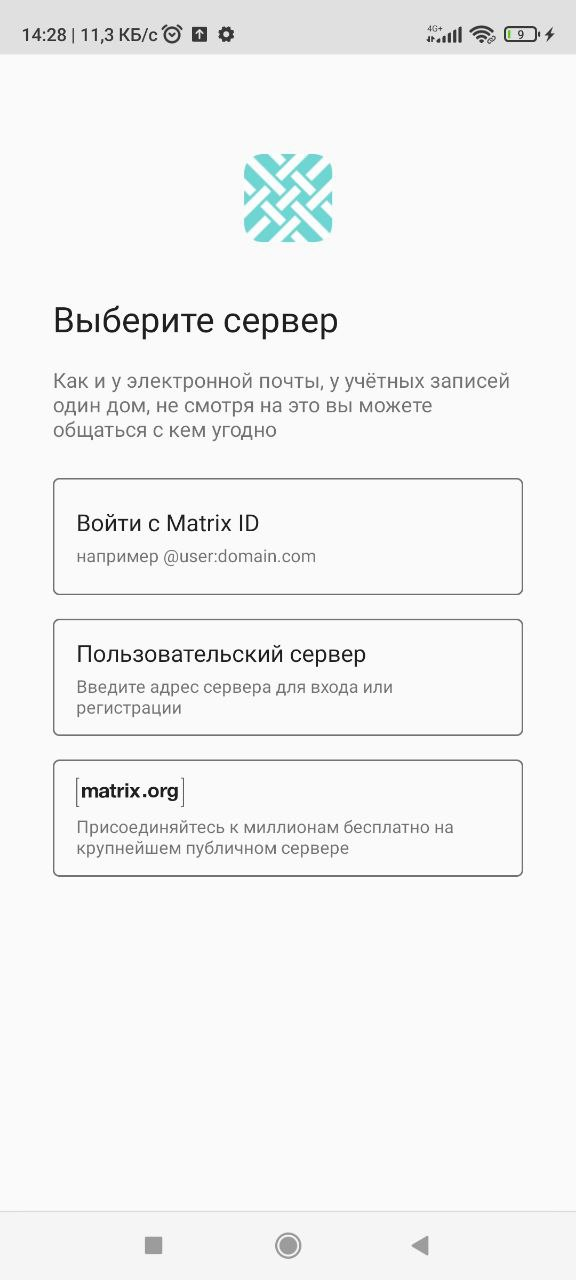 14:28 | 11,3 КБ/с
4G+
9
Выберите сервер
Как и у электронной почты, у учётных записей
один дом, не смотря на это вы можете
общаться с кем угодно
Войти с Matrix ID
например @user:domain.com
Пользовательский сервер
Введите адрес сервера для входа или
регистрации
[matrix.org]
Присоединяйтесь к миллионам бесплатно на
крупнейшем публичном сервере